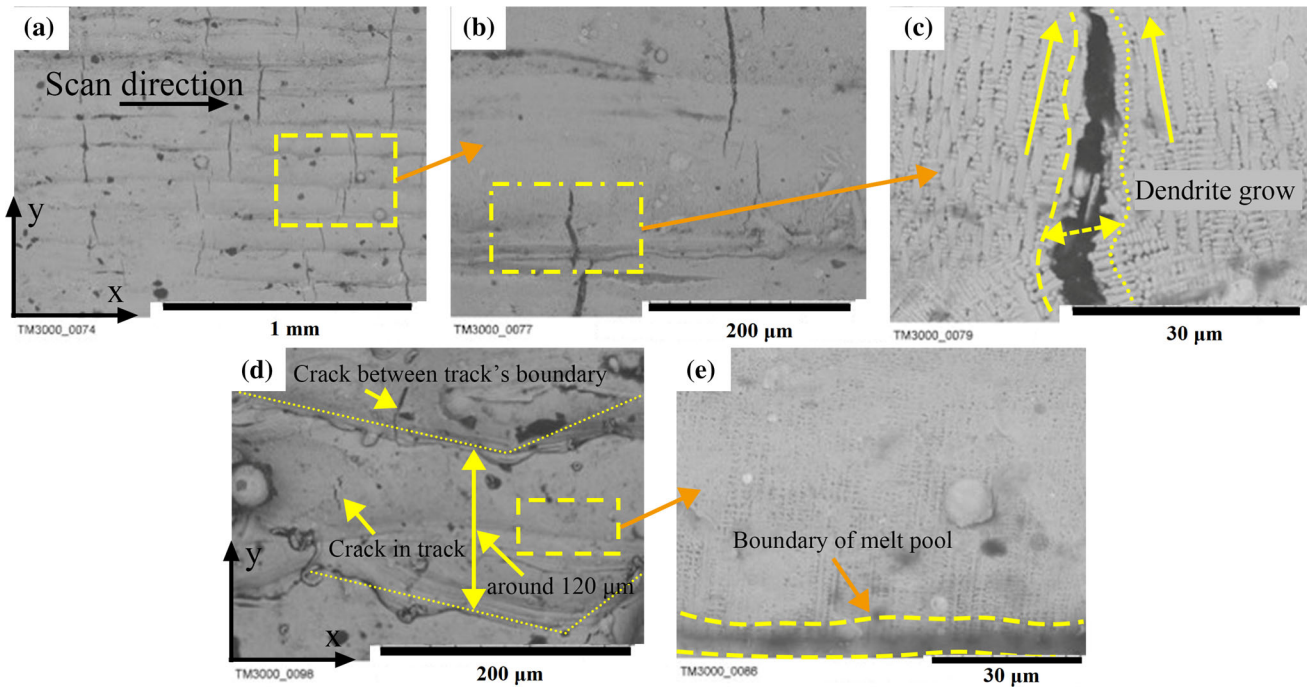 (a)
Scan direction
y
x
TM3000_0074
1 mm
(b)
TM3000_0077
200 μm
(c)
Dendrite grow
TM3000_0079
30 μm
(d)
Crack between track's boundary
Crack in track
around 120 μm
y
x
TM3000_0098
200 μm
(e)
Boundary of melt pool
TM3000_0086
30 μm